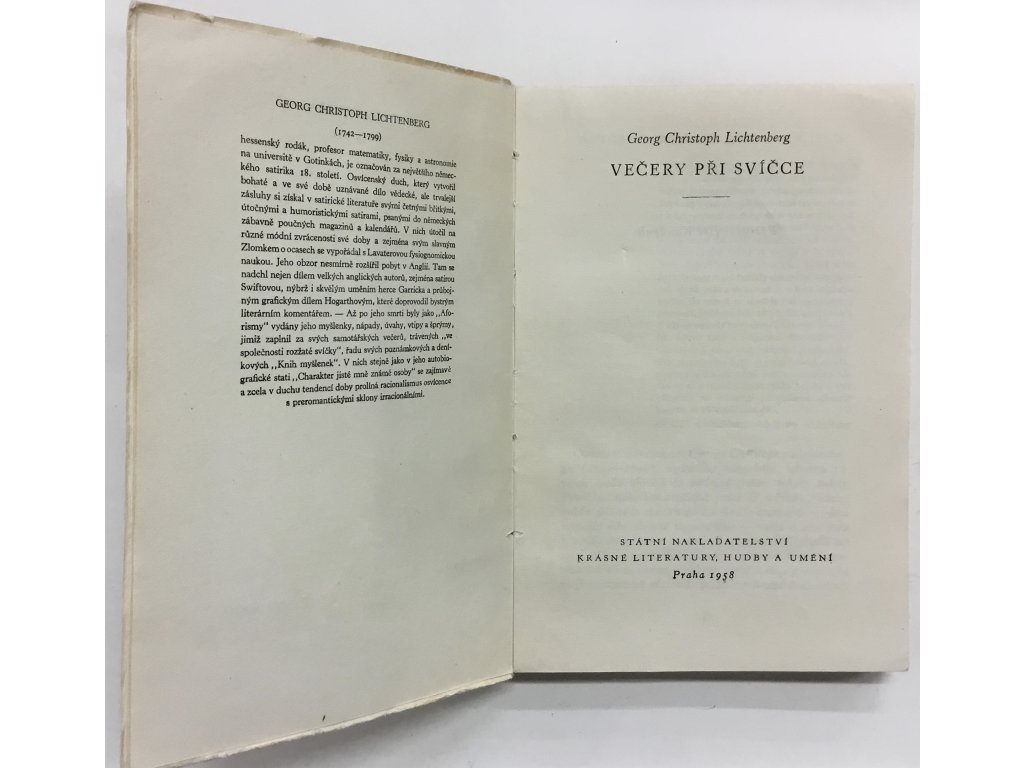 GEORG CHRISTOPH LICHTENBERG
(1742—1799)
hessenský rodák, profesor matematiky, fysiky a astronomie
na universitě v Gotinkách, je označován za největšího němec-
kého satirika 18. století. Osvícenský duch, který vytvořil
bohaté a ve své době uznávané dílo vědecké, ale trvalejší
zásluhy si získal v satirické literatuře svými četnými břitkými,
útočnými a humoristickými satirami, psanými do německých
zábavně poučných magazinů a kalendářů. V nich útočil na
různé módní zvrácenosti své doby a zejména svým slavným
Zlomkem o ocasech se vypořádal s Lavaterovou fysiognomickou
naukou. Jeho obzor nesmírně rozšířil pobyt v Anglii. Tam se
nadchl nejen dílem velkých anglických autorů, zejména satirou
Swiftovou, nýbrž i skvělým uměním herce Garricka a průboj-
ným grafickým dílem Hogarthovým, které doprovodil bystrým
literárním komentářem. — Až po jeho smrti byly jako „Afo-
rismy" vydány jeho myšlenky, nápady, úvahy, vtipy a šprýmy,
jimiž zaplnil za svých samotářských večerů, trávených „ve
společnosti rozžaté svíčky", řadu svých poznámkových a dení-
kových „Knih myšlenek". V nich stejně jako v jeho autobio-
grafické stati „Charakter jisté mně známé osoby" se zajímavě
a zcela v duchu tendencí doby prolíná racionalismus osvícence
s preromantickými sklony irracionálními.
Georg Christoph Lichtenberg
VEČERY PŘI SVÍČCE
STÁTNÍ NAKLADATELSTVÍ
KRÁSNÉ LITERATURY, HUDBY A UMĚNÍ
Praha 1958